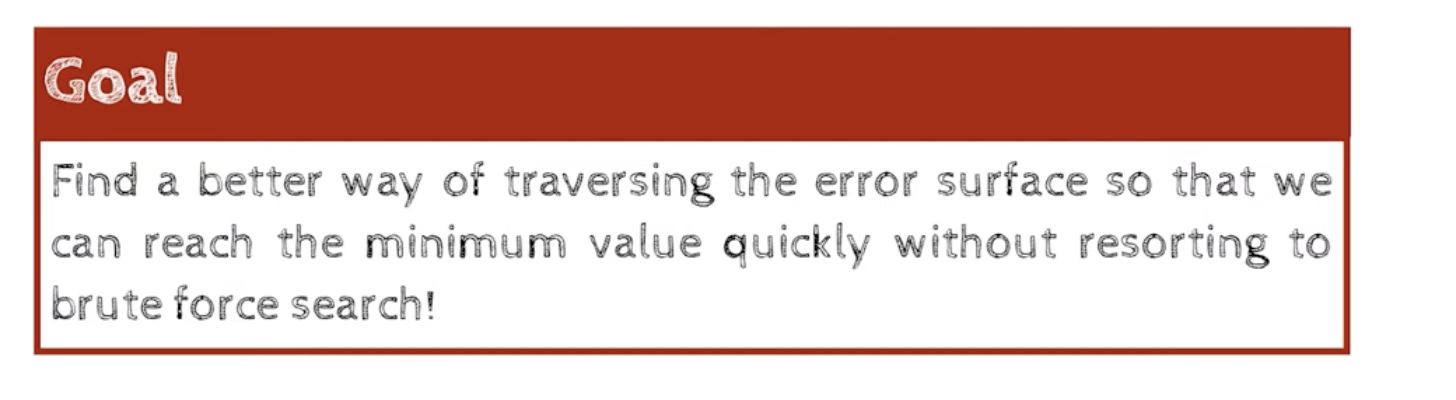 Goal
Find a better way of traversing the error surface so that we
can reach the minimum value quickly without resorting to
brute force search!